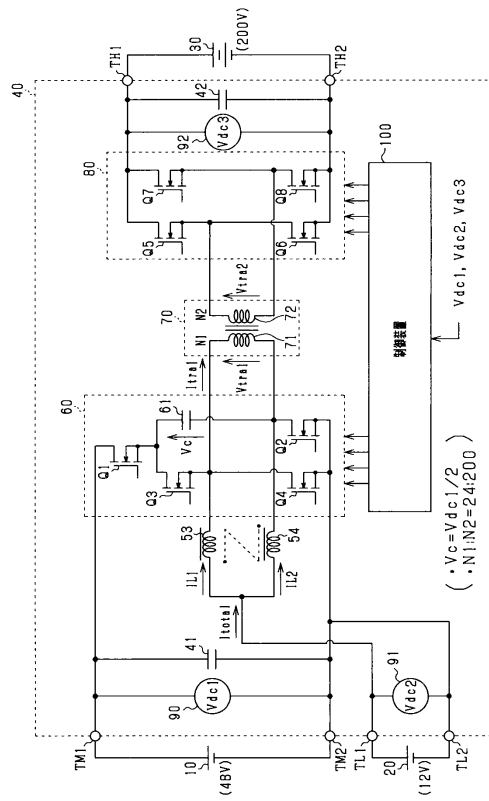 40
TM1
10
(48V)
TM2
TL1
20
(12V)
TL2
90
Vdc1
41
91
Vdc2
Itotal
IL1
IL2
53
54
60
Q1
Q3
Vc
61
Q4
Q2
Itra1
Vtra1
70
N1
N2
71
72
Vtra2
80
Q5
Q7
Q6
Q8
92
Vdc3
42
TH1
30
(200V)
TH2
100
制御装置
Vdc1, Vdc2, Vdc3
( ・Vc=Vdc1/2
・N1:N2=24:200 )